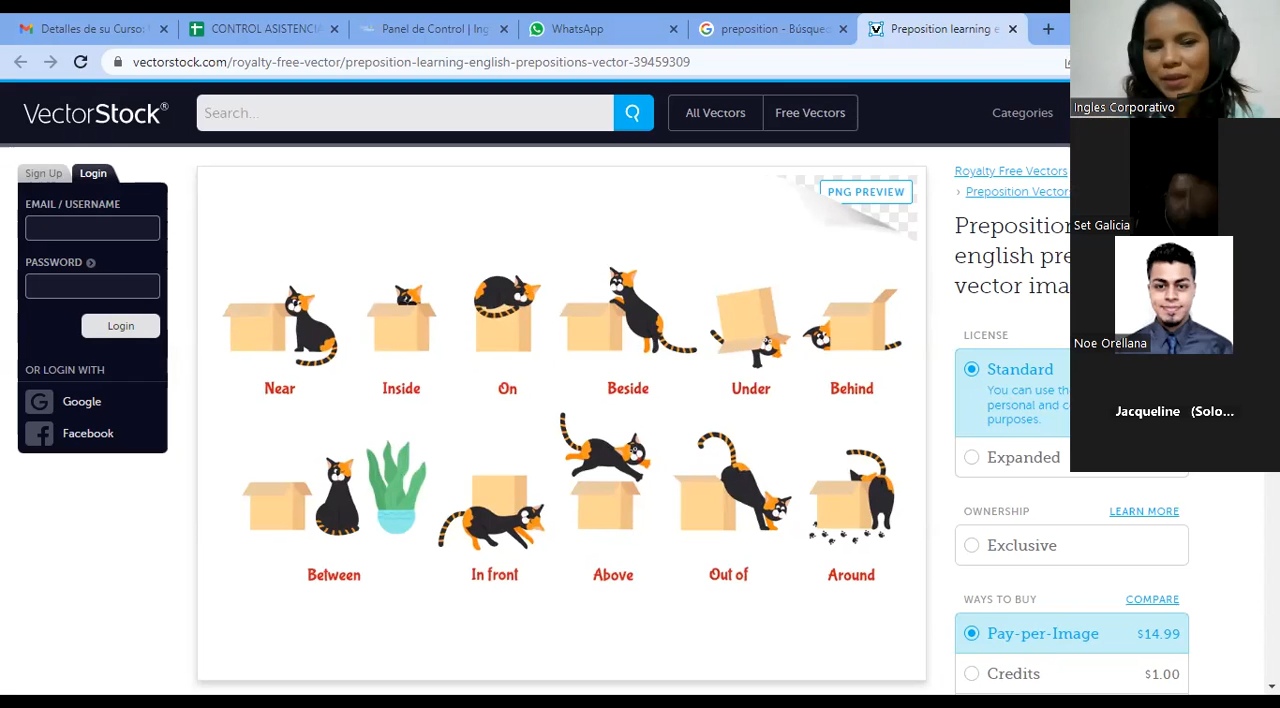 Detalles de su Curso:
CONTROL ASISTENCIA
Panel de Control | Ing
WhatsApp
preposition - Búsqued
Preposition learning e
vectorstock.com/royalty-free-vector/preposition-learning-english-prepositions-vector-39459309
VectorStock®
Search...
All Vectors
Free Vectors
Categories
Ingles Corporativo
Sign Up
Login
EMAIL / USERNAME
PASSWORD
Login
OR LOGIN WITH
Google
Facebook
PNG PREVIEW
Near
Inside
On
Beside
Under
Behind
Between
In front
Above
Out of
Around
Royalty Free Vectors
› Preposition Vector
Preposition
english pre
vector ima
LICENSE
Standard
You can use th
personal and c
purposes.
Expanded
OWNERSHIP
LEARN MORE
Exclusive
WAYS TO BUY
COMPARE
Pay-per-Image
$14.99
Credits
$1.00
Set Galicia
Noe Orellana
Jacqueline (Solo...